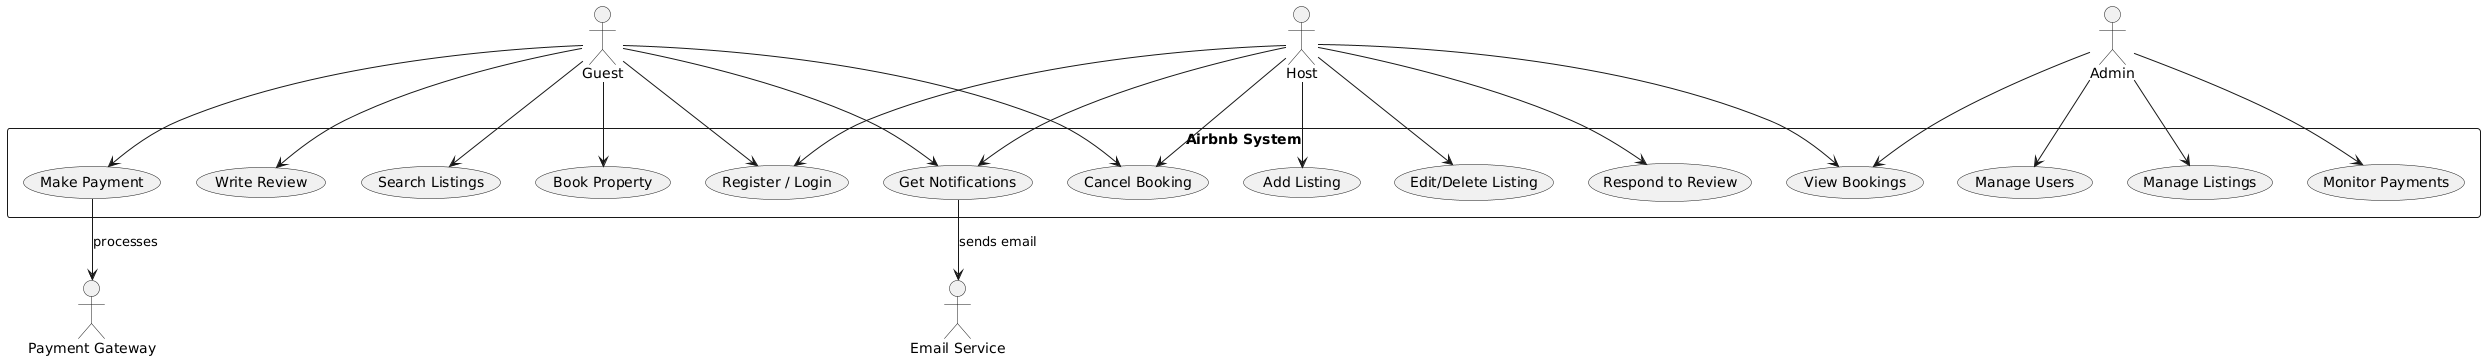 Guest
Host
Admin
Airbnb System
Make Payment
Write Review
Search Listings
Book Property
Register / Login
Get Notifications
Cancel Booking
Add Listing
Edit/Delete Listing
Respond to Review
View Bookings
Manage Users
Manage Listings
Monitor Payments
processes
sends email
Payment Gateway
Email Service